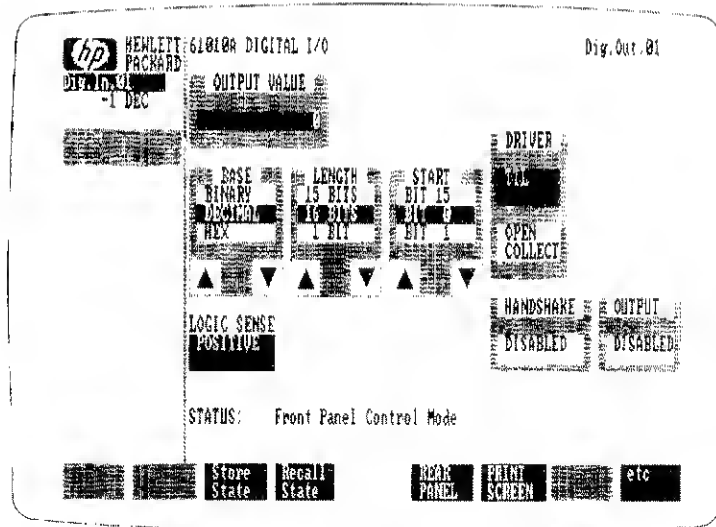 hp HEWLETT PACKARD
61010A DIGITAL I/O
Dig.Out.01
Dig.In.01
-1 DEC
OUTPUT VALUE
0
DRIVER
TTL
OPEN
COLLECT
BASE
BINARY
DECIMAL
HEX
LENGTH
15 BITS
16 BITS
1 BIT
START
BIT 15
BIT 0
BIT 1
LOGIC SENSE
POSITIVE
HANDSHAKE
DISABLED
OUTPUT
DISABLED
STATUS: Front Panel Control Mode
Store
State
Recall
State
REAR
PANEL
PRINT
SCREEN
etc